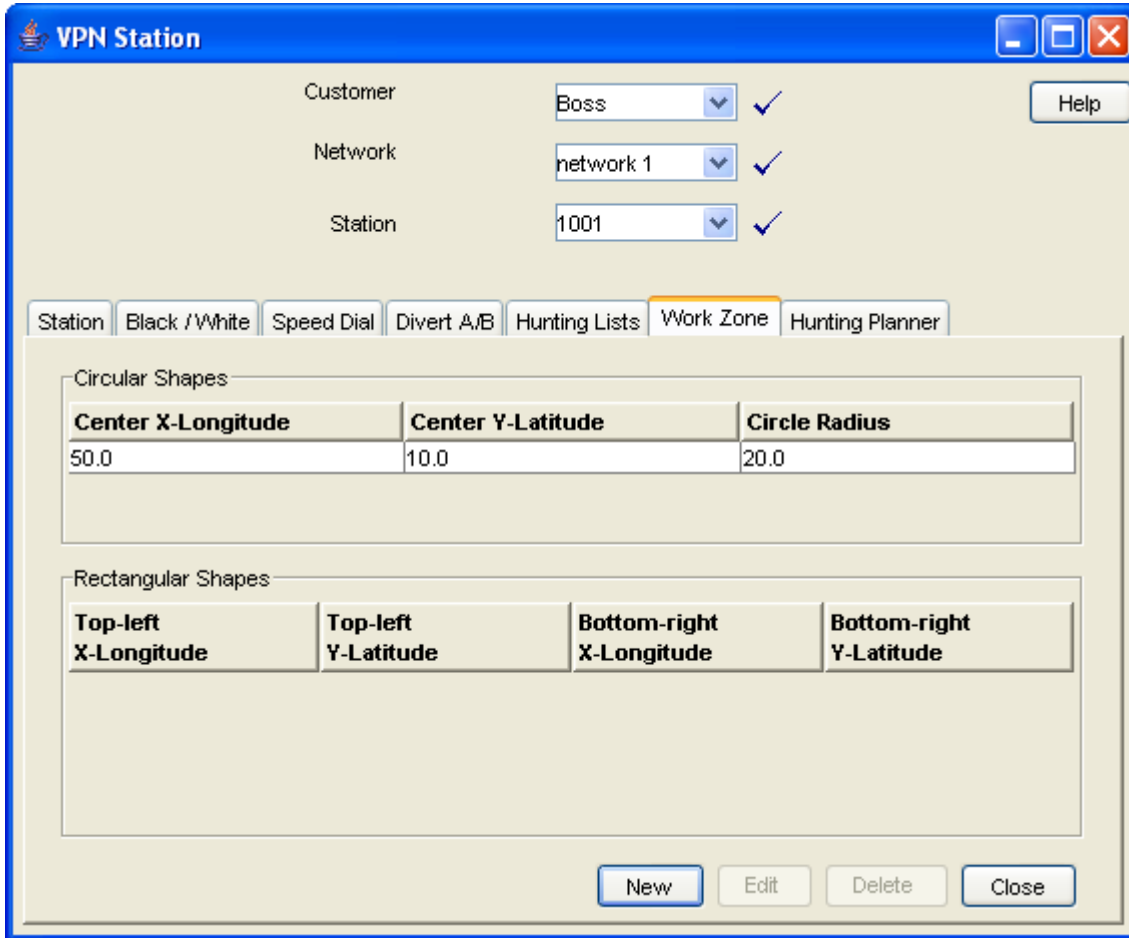 VPN Station
Customer Boss Help
Network network 1
Station 1001
Station Black / White Speed Dial Divert A/B Hunting Lists Work Zone Hunting Planner
Circular Shapes
Center X-Longitude Center Y-Latitude Circle Radius
50.0 10.0 20.0
Rectangular Shapes
Top-left Top-left Bottom-right Bottom-right
X-Longitude Y-Latitude X-Longitude Y-Latitude
New Edit Delete Close